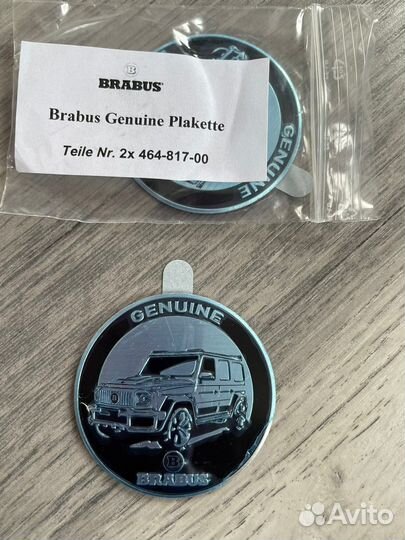 B
BRABUS
Brabus Genuine Plakette
Teile Nr. 2x 464-817-00
GENUINE
GENUINE
B
BRABUS
Avito